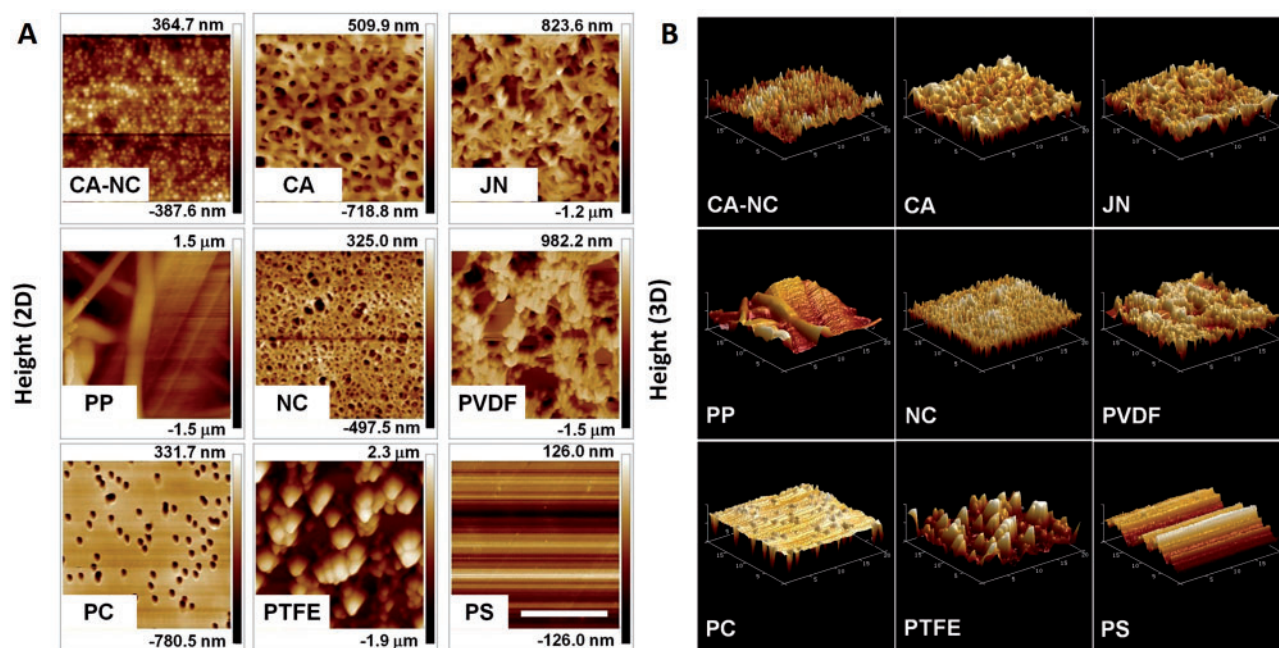 A
B
Height (2D)
Height (3D)
364.7 nm
509.9 nm
823.6 nm
CA-NC
CA
JN
-387.6 nm
-718.8 nm
-1.2 µm
1.5 µm
325.0 nm
982.2 nm
PP
NC
PVDF
-1.5 µm
-497.5 nm
-1.5 µm
331.7 nm
2.3 µm
126.0 nm
PC
PTFE
PS
-780.5 nm
-1.9 µm
-126.0 nm
CA-NC
CA
JN
PP
NC
PVDF
PC
PTFE
PS